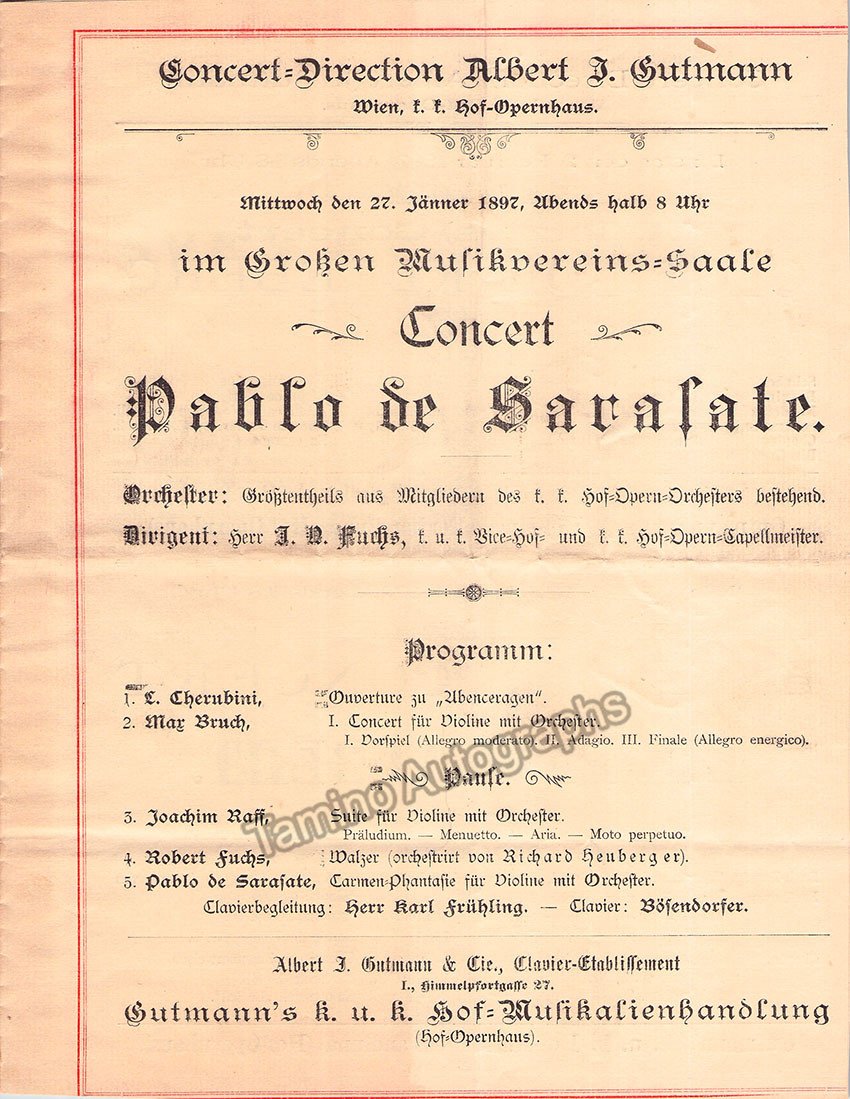 Concert-Direction Albert J. Gutmann
Wien, k. k. Hof-Opernhaus.
Mittwoch den 27. Jänner 1897, Abends halb 8 Uhr
im Großen Musikvereins-Saale
Concert
Pablo de Sarasate.
Orchester: Größtentheils aus Mitgliedern des k. k. Hof-Opern-Orchesters bestehend.
Dirigent: Herr J. N. Fuchs, k. u. k. Vice-Hof- und k. k. Hof-Opern-Capellmeister.
Programm:
1. L. Cherubini, Ouverture zu „Abenceragen“.
2. Max Bruch, I. Concert für Violine mit Orchester.
I. Vorspiel (Allegro moderato). II. Adagio. III. Finale (Allegro energico).
Pause.
3. Joachim Raff, Suite für Violine mit Orchester.
Präludium. — Menuetto. — Aria. — Moto perpetuo.
4. Robert Fuchs, Walzer (orchestrirt von Richard Heuberger).
5. Pablo de Sarasate, Carmen-Phantasie für Violine mit Orchester.
Clavierbegleitung: Herr Karl Frühling. — Clavier: Bösendorfer.
Albert J. Gutmann & Cie., Clavier-Etablissement
I., Himmelpfortgasse 27.
Gutmann's k. u. k. Hof-Musikalienhandlung
(Hof-Opernhaus).
Tamino Autographs